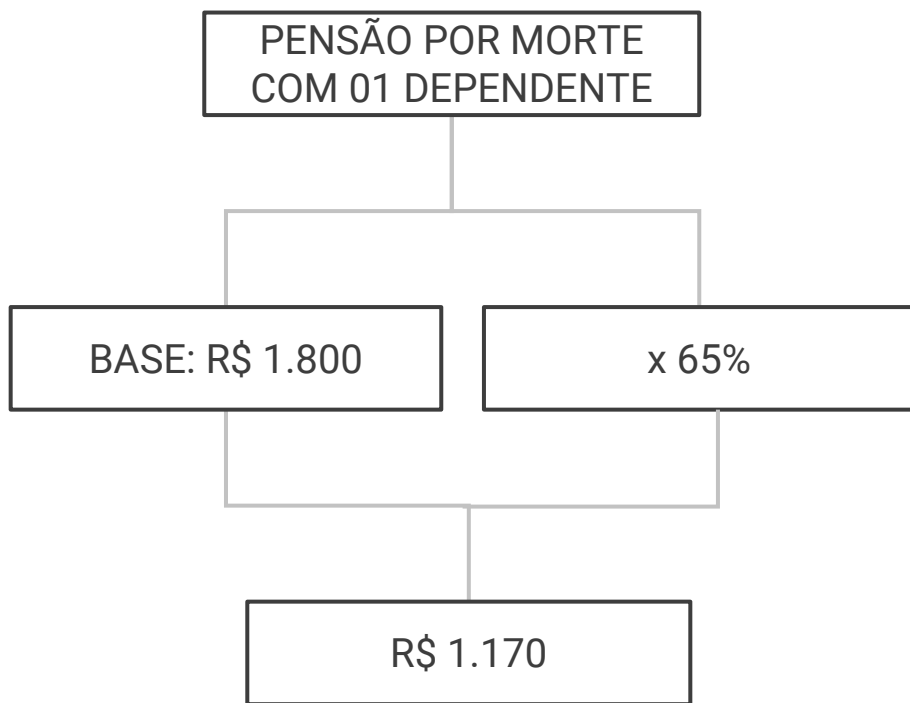 PENSÃO POR MORTE
COM 01 DEPENDENTE
BASE: R$ 1.800
x 65%
R$ 1.170